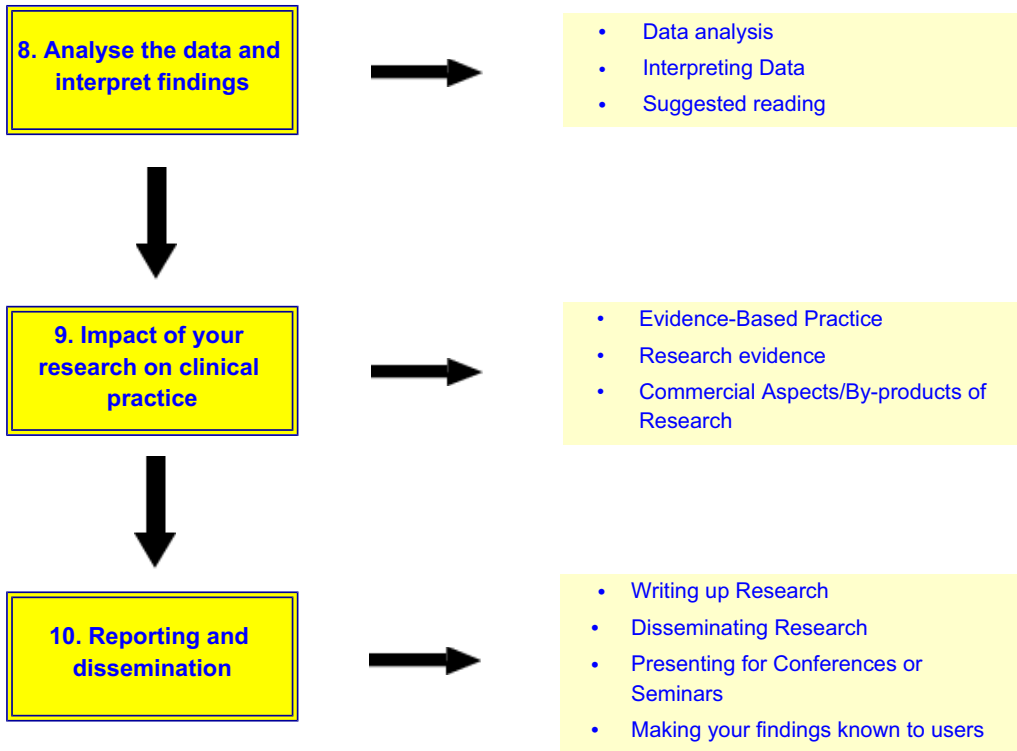 8. Analyse the data and
interpret findings
• Data analysis
• Interpreting Data
• Suggested reading
9. Impact of your
research on clinical
practice
• Evidence-Based Practice
• Research evidence
• Commercial Aspects/By-products of
Research
10. Reporting and
dissemination
• Writing up Research
• Disseminating Research
• Presenting for Conferences or
Seminars
• Making your findings known to users